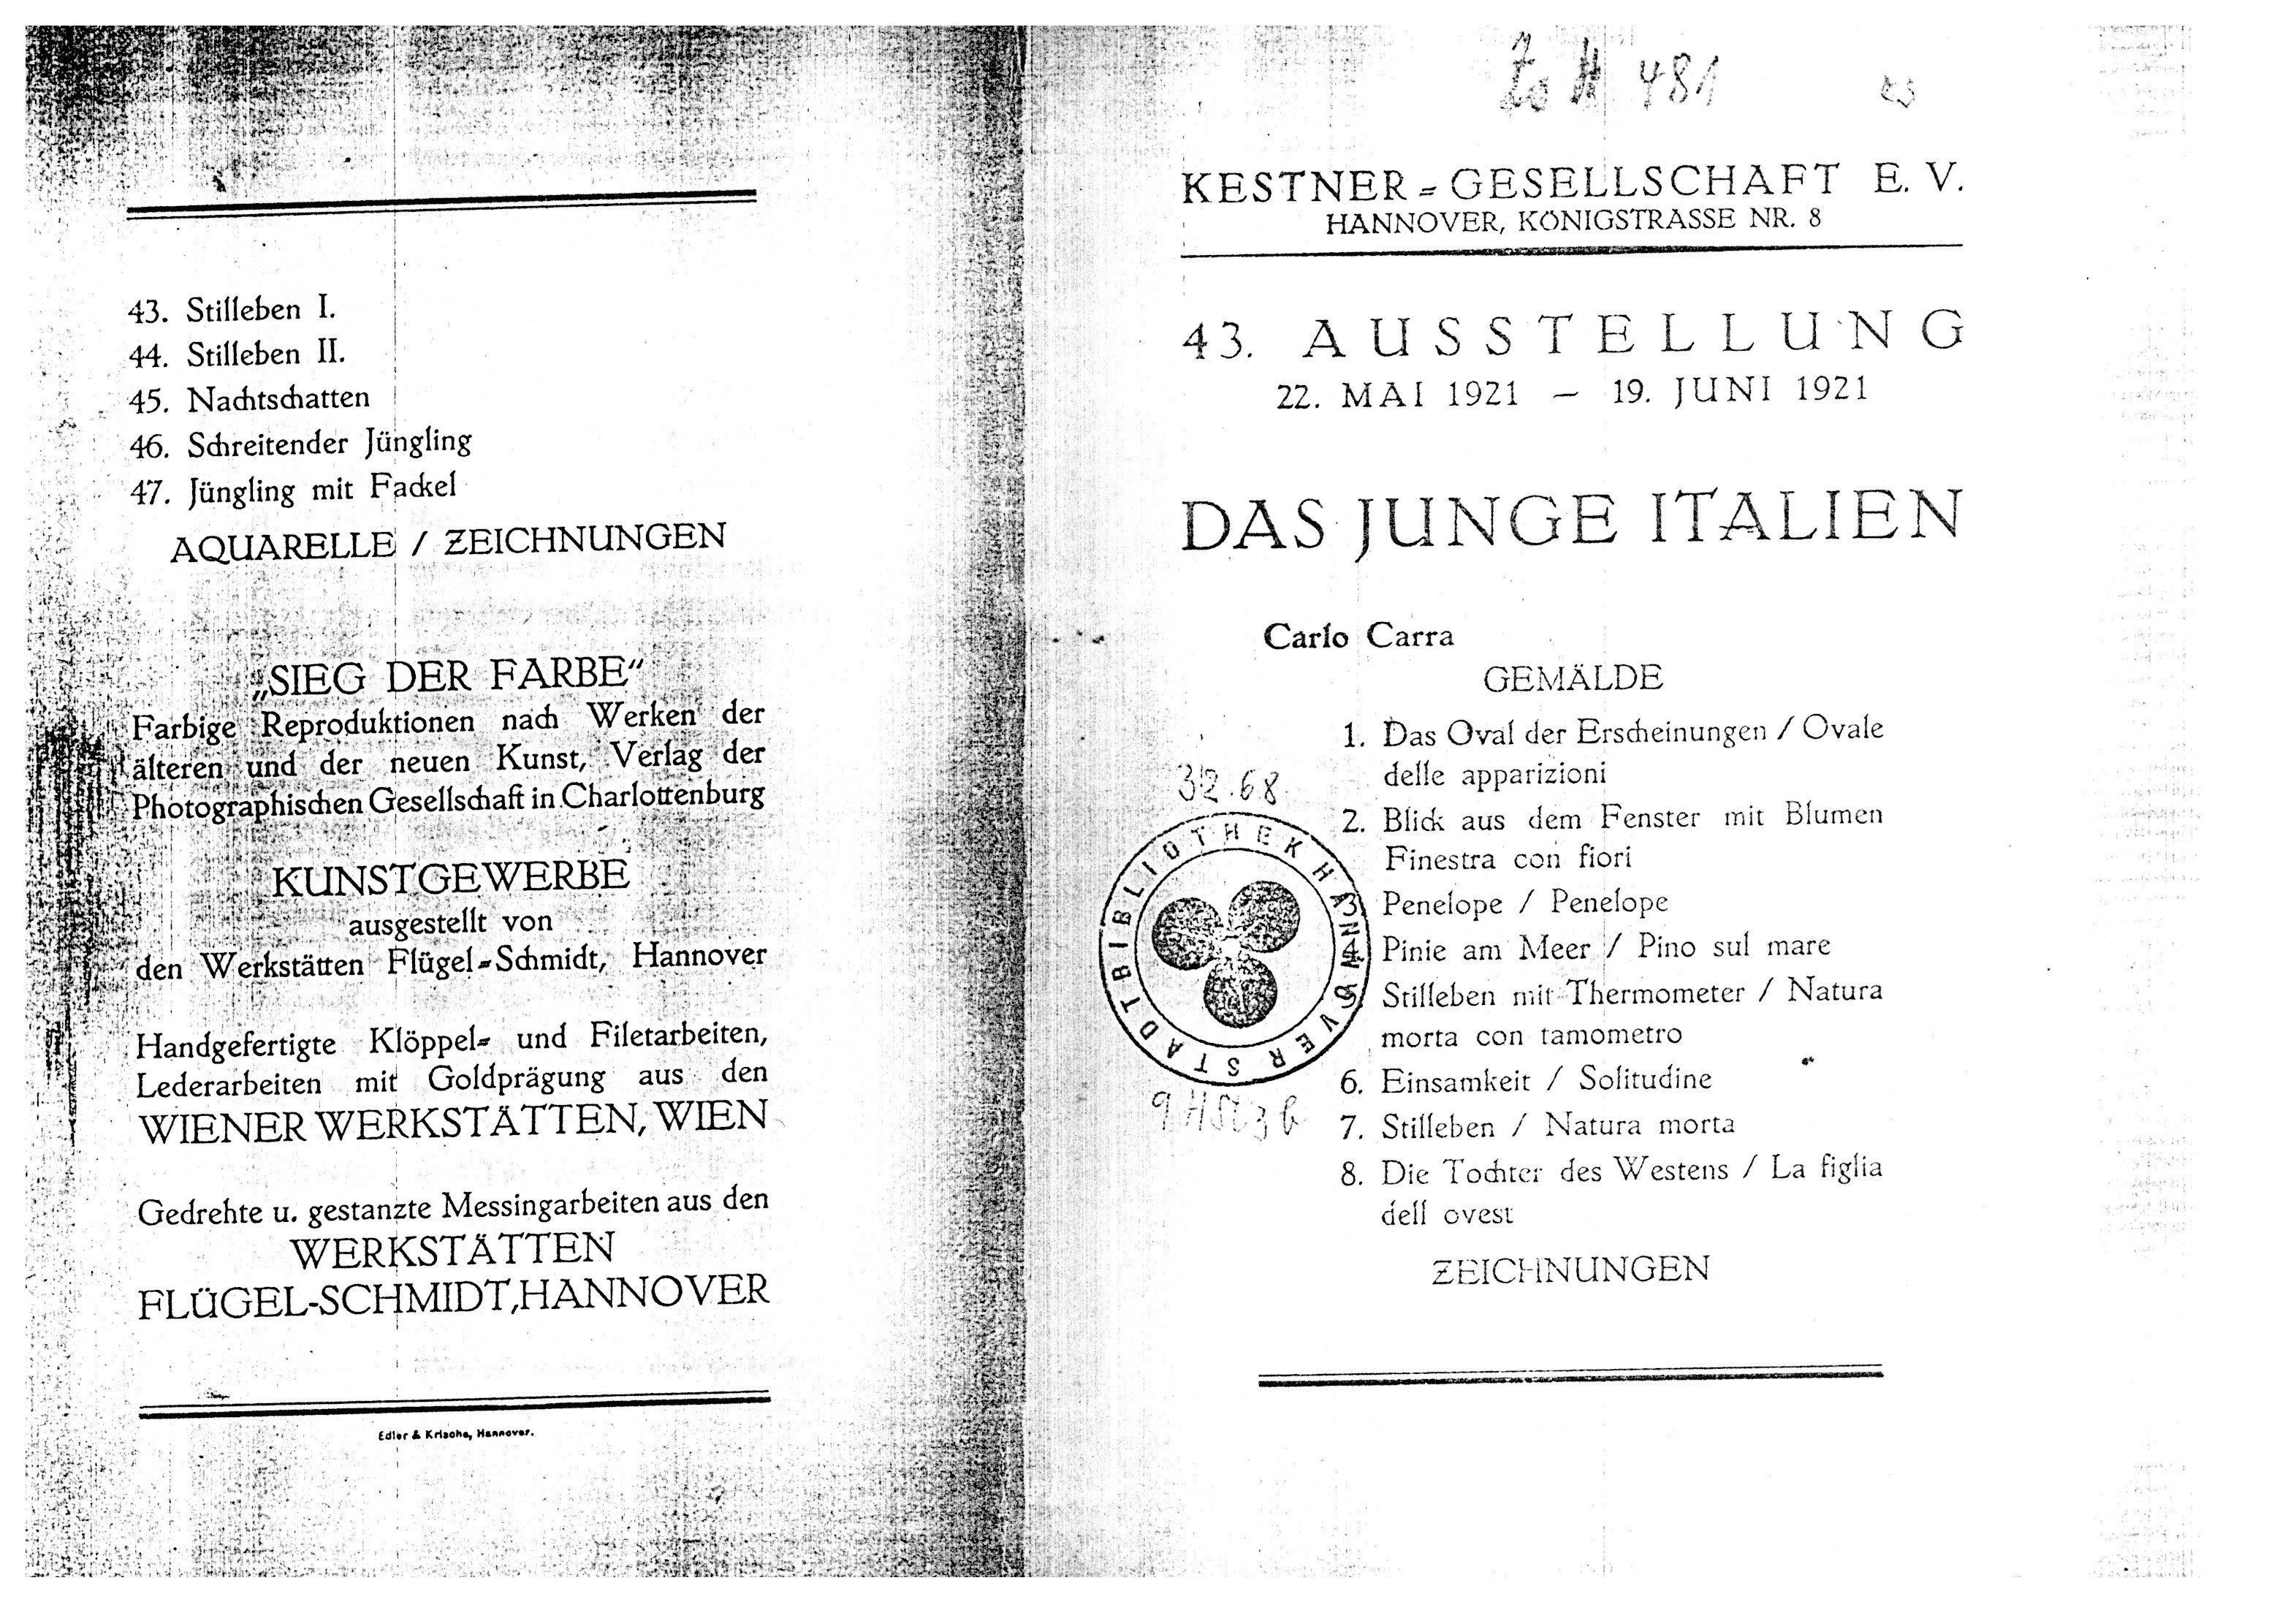 43. Stilleben I.
44. Stilleben II.
45. Nachtschatten
46. Schreitender Jüngling
47. Jüngling mit Fackel
AQUARELLE / ZEICHNUNGEN
„SIEG DER FARBE“
Farbige Reproduktionen nach Werken der
älteren und der neuen Kunst, Verlag der
Photographischen Gesellschaft in Charlottenburg
KUNSTGEWERBE
ausgestellt von
den Werkstätten Flügel-Schmidt, Hannover
Handgefertigte Klöppel- und Filetarbeiten,
Lederarbeiten mit Goldprägung aus den
WIENER WERKSTÄTTEN, WIEN
Gedrehte u. gestanzte Messingarbeiten aus den
WERKSTÄTTEN
FLÜGEL-SCHMIDT, HANNOVER
Edler & Krische, Hannover.
481
KESTNER-GESELLSCHAFT E. V.
HANNOVER, KÖNIGSTRASSE NR. 8
43. AUSSTELLUNG
22. MAI 1921 — 19. JUNI 1921
DAS JUNGE ITALIEN
Carlo Carra
GEMÄLDE
1. Das Oval der Erscheinungen / Ovale
delle apparizioni
2. Blick aus dem Fenster mit Blumen
Finestra con fiori
3. Penelope / Penelope
4. Pinie am Meer / Pino sul mare
5. Stilleben mit Thermometer / Natura
morta con tamometro
6. Einsamkeit / Solitudine
7. Stilleben / Natura morta
8. Die Tochter des Westens / La figlia
dell ovest
ZEICHNUNGEN
STADTBIBLIOTHEK HANNOVER